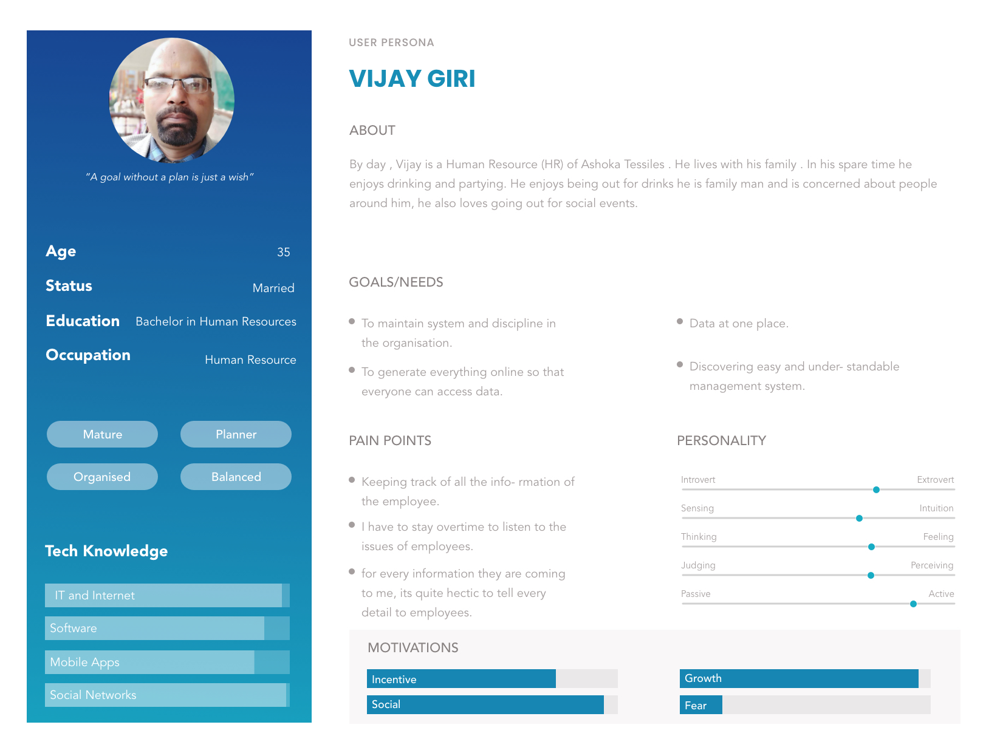 “A goal without a plan is just a wish”
Age 35
Status Married
Education Bachelor in Human Resources
Occupation Human Resource
Mature Planner
Organised Balanced
Tech Knowledge
IT and Internet
Software
Mobile Apps
Social Networks
USER PERSONA
VIJAY GIRI
ABOUT
By day , Vijay is a Human Resource (HR) of Ashoka Tessiles . He lives with his family . In his spare time he
enjoys drinking and partying. He enjoys being out for drinks he is family man and is concerned about people
around him, he also loves going out for social events.
GOALS/NEEDS
To maintain system and discipline in
the organisation.
To generate everything online so that
everyone can access data.
Data at one place.
Discovering easy and under- standable
management system.
PAIN POINTS
Keeping track of all the info- rmation of
the employee.
I have to stay overtime to listen to the
issues of employees.
for every information they are coming
to me, its quite hectic to tell every
detail to employees.
PERSONALITY
Introvert Extrovert
Sensing Intuition
Thinking Feeling
Judging Perceiving
Passive Active
MOTIVATIONS
Incentive Growth
Social Fear